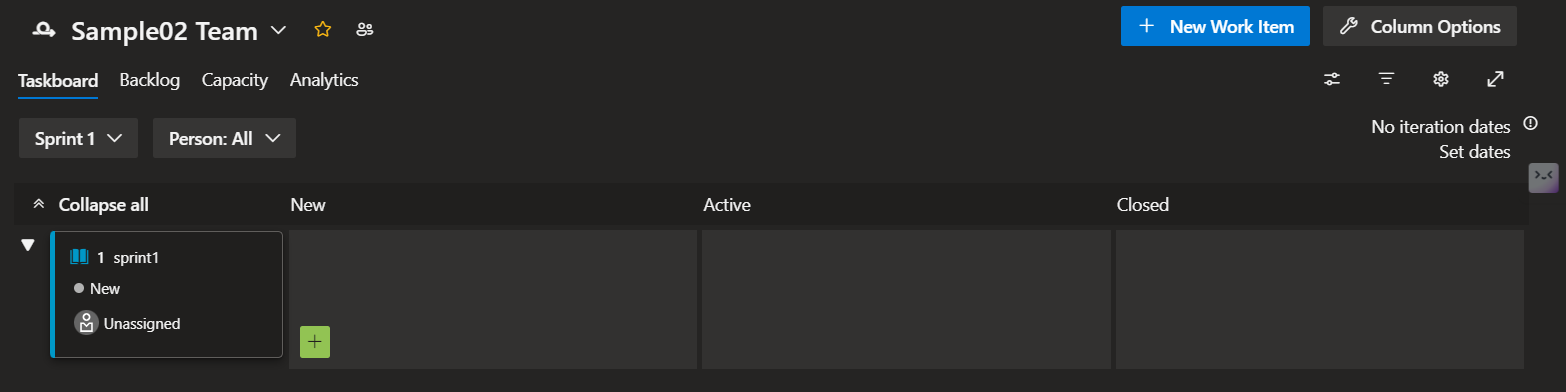 Sample02 Team
New Work Item
Column Options
Taskboard Backlog Capacity Analytics
Sprint 1
Person: All
No iteration dates
Set dates
Collapse all New Active Closed
1 sprint1
New
Unassigned